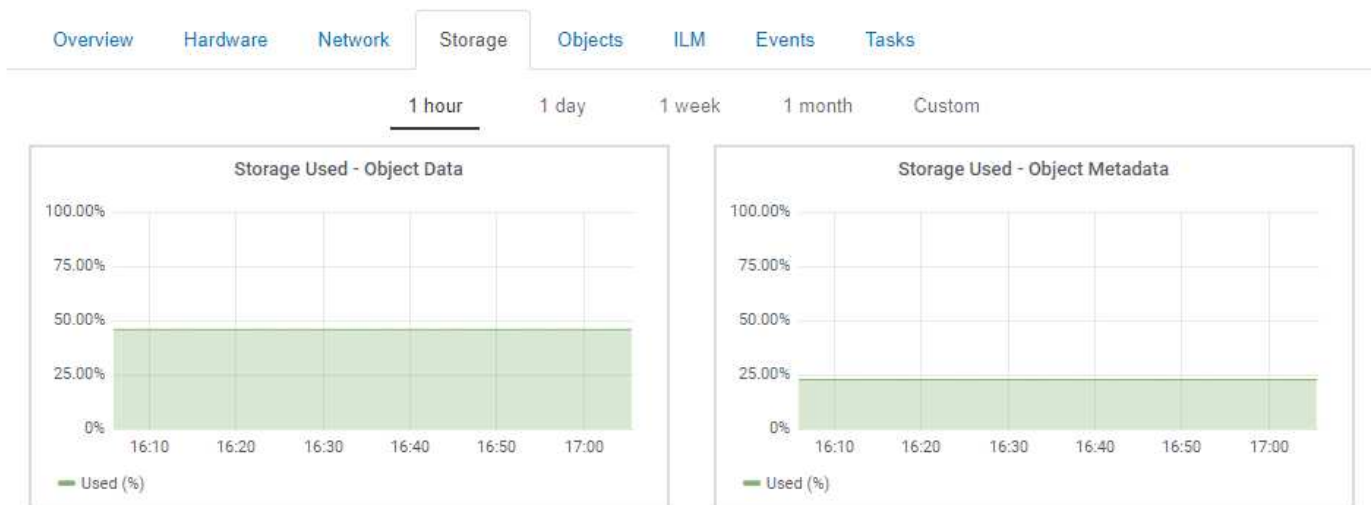 Overview Hardware Network Storage Objects ILM Events Tasks
1 hour 1 day 1 week 1 month Custom
Storage Used - Object Data
100.00%
75.00%
50.00%
25.00%
0%
16:10 16:20 16:30 16:40 16:50 17:00
Used (%)
Storage Used - Object Metadata
100.00%
75.00%
50.00%
25.00%
0%
16:10 16:20 16:30 16:40 16:50 17:00
Used (%)